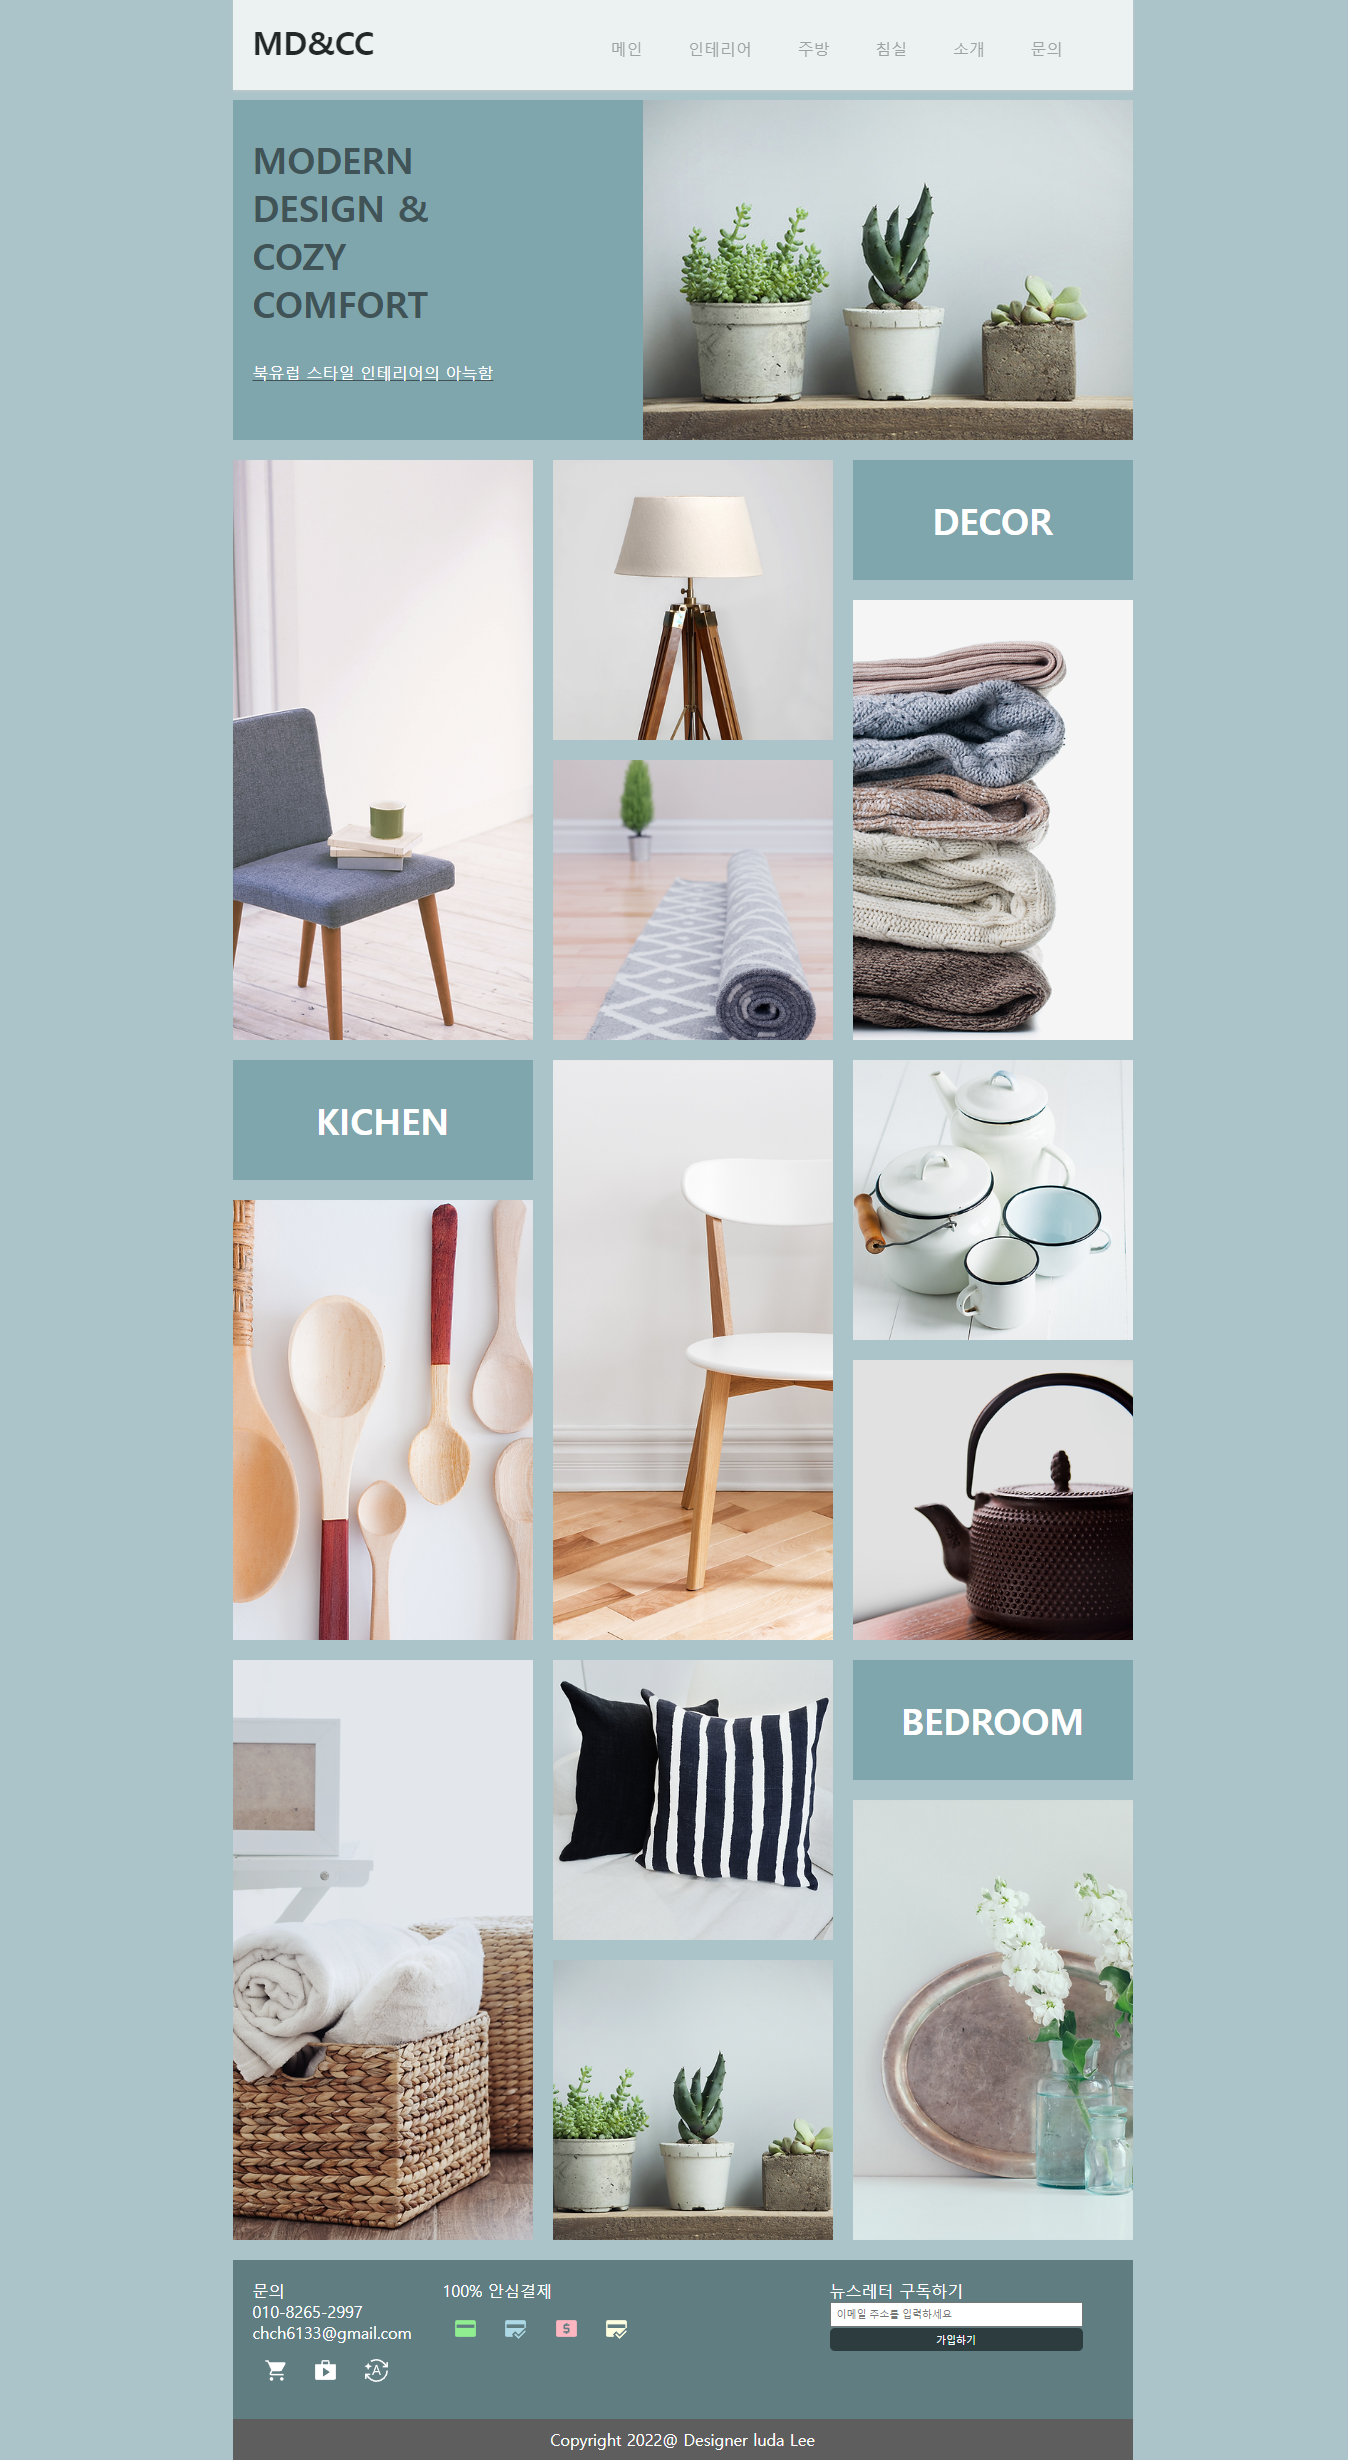 MD&CC
메인 인테리어 주방 침실 소개 문의
MODERN
DESIGN &
COZY
COMFORT
북유럽 스타일 인테리어의 아늑함
DECOR
KICHEN
BEDROOM
문의
010-8265-2997
chch6133@gmail.com
100% 안심결제
뉴스레터 구독하기
이메일 주소를 입력하세요
가입하기
Copyright 2022@ Designer luda Lee